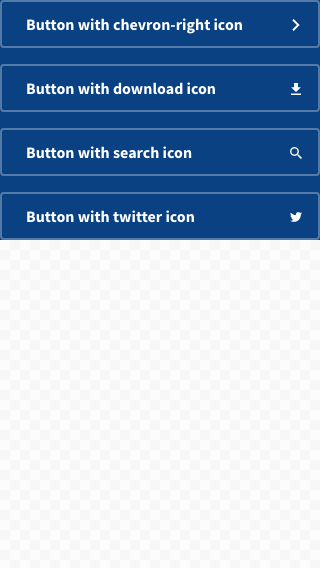 Button with chevron-right icon
Button with download icon
Button with search icon
Button with twitter icon